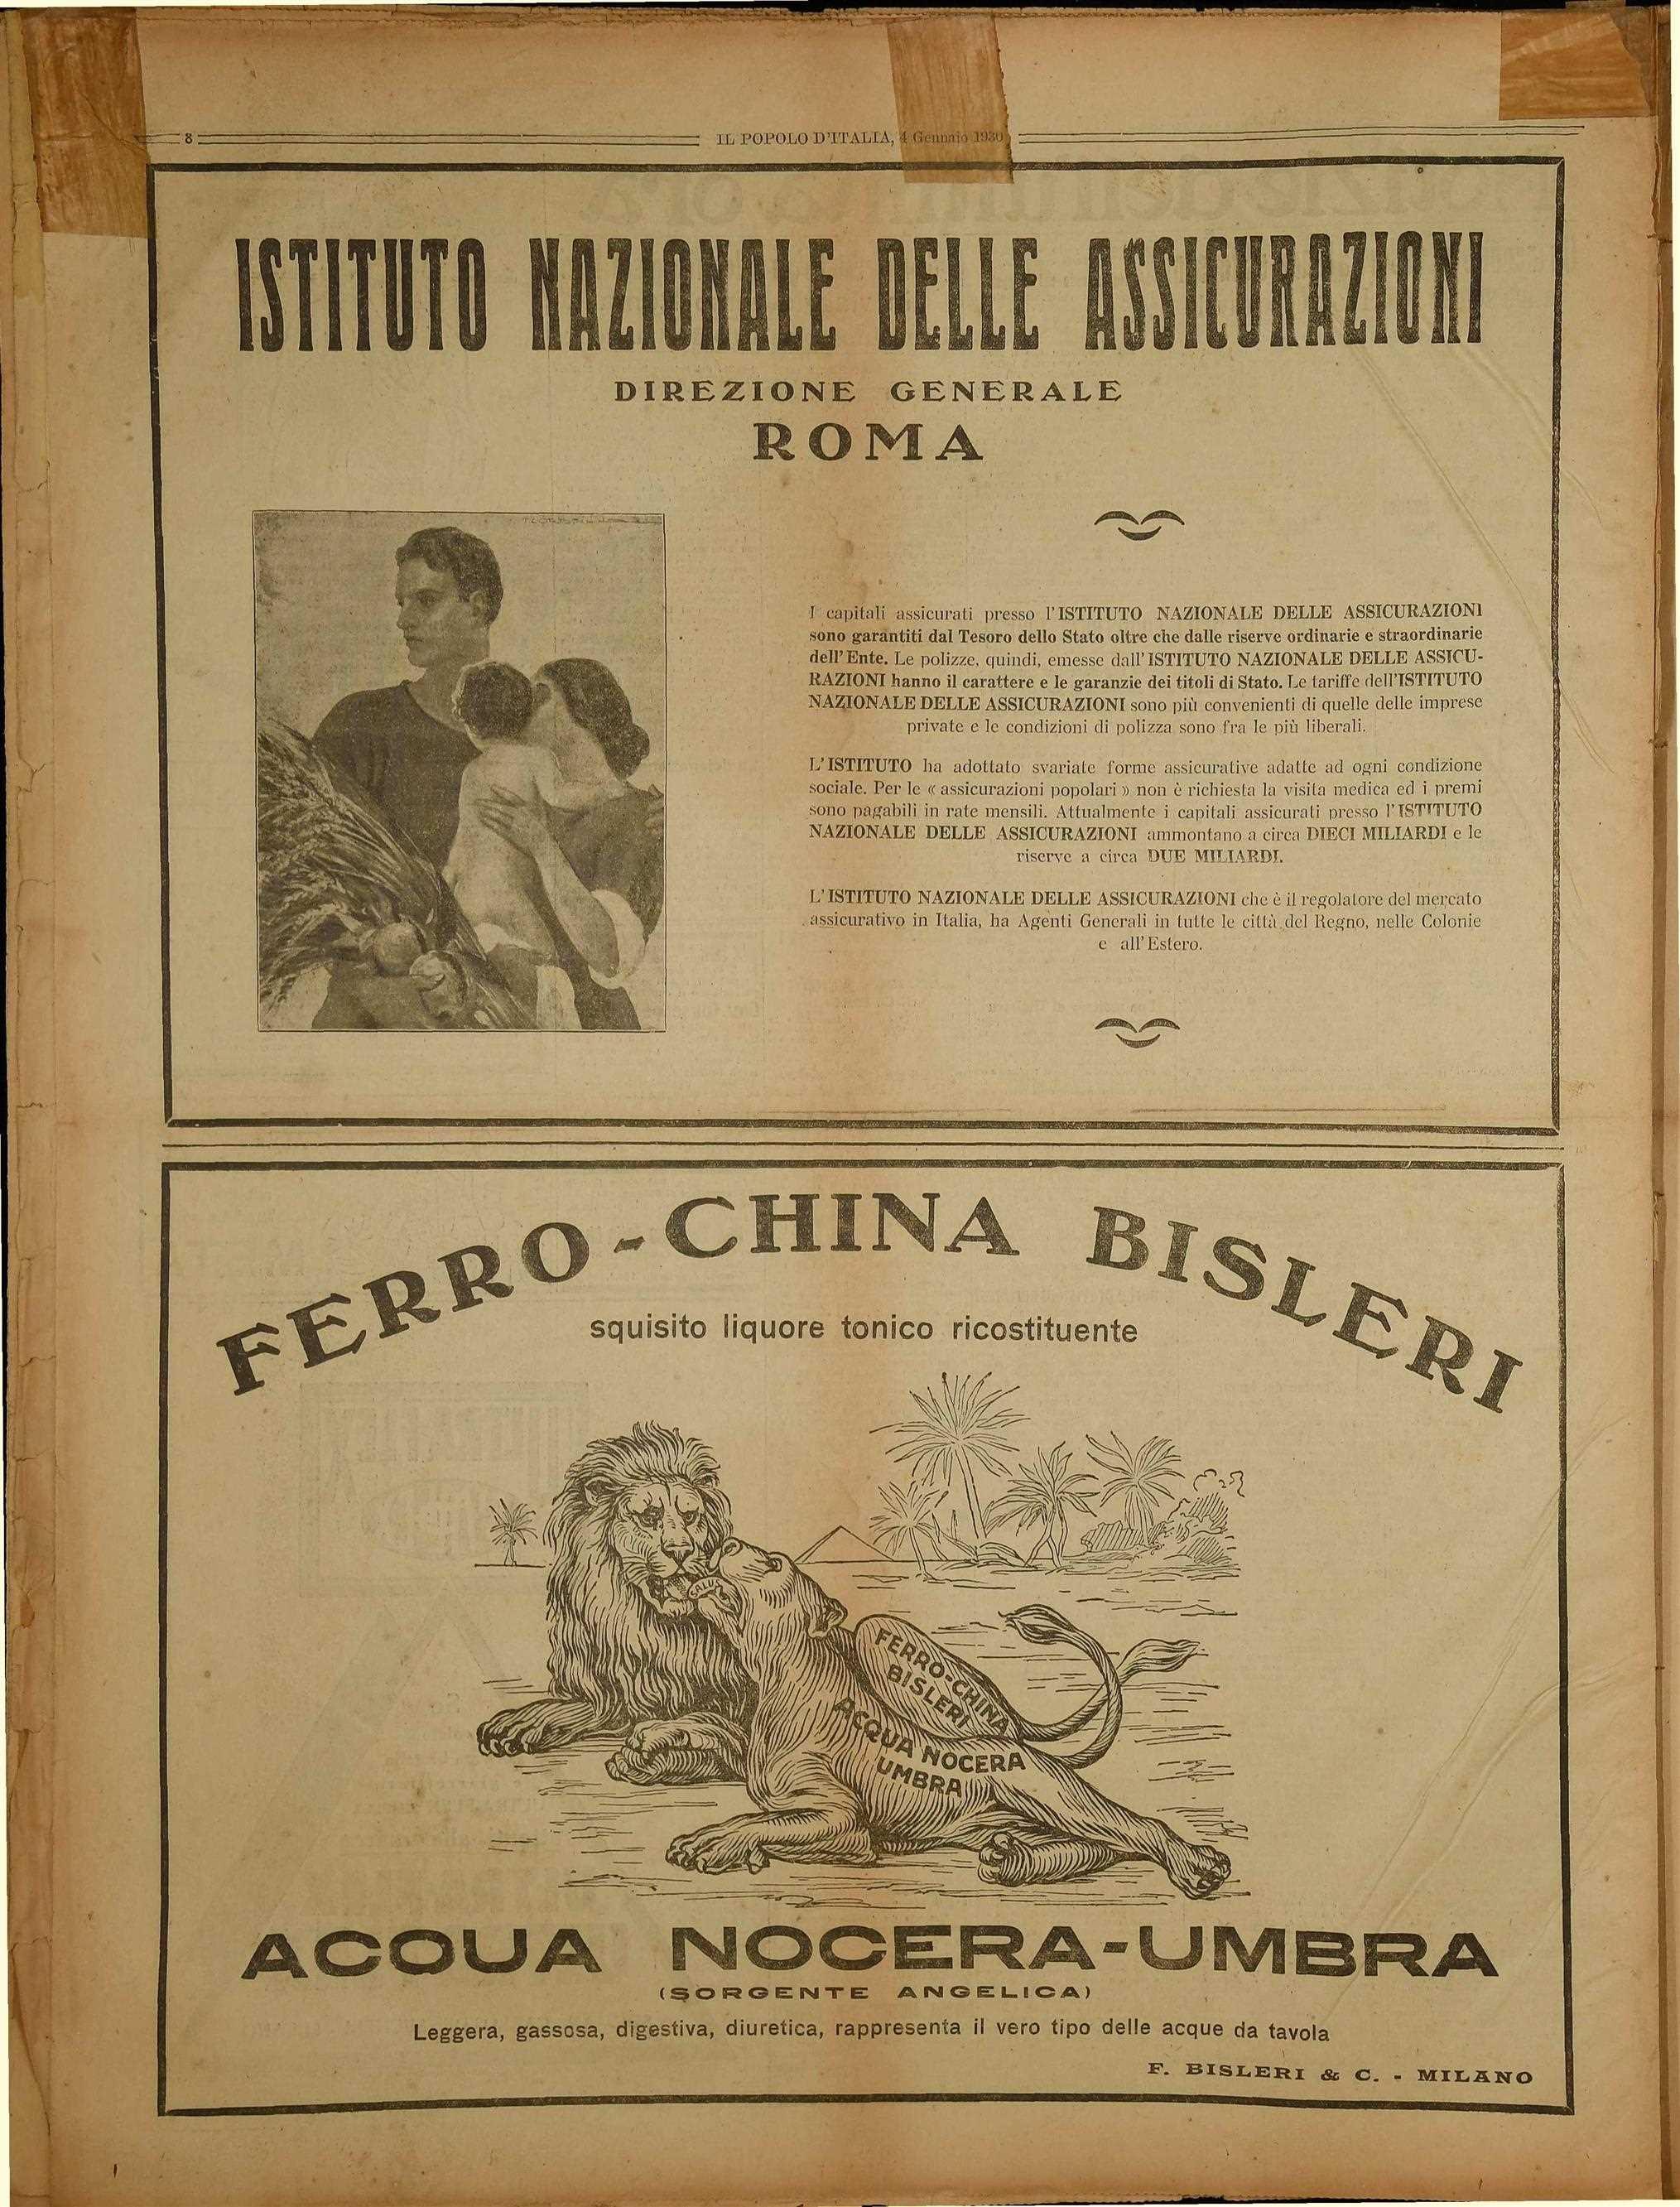 8
IL POPOLO D'ITALIA, 4 Gennaio 1930
ISTITUTO NAZIONALE DELLE ASSICURAZIONI
DIREZIONE GENERALE
ROMA
I capitali assicurati presso l'ISTITUTO NAZIONALE DELLE ASSICURAZIONI
sono garantiti dal Tesoro dello Stato oltre che dalle riserve ordinarie e straordinarie
dell'Ente. Le polizze, quindi, emesse dall'ISTITUTO NAZIONALE DELLE ASSICU-
RAZIONI hanno il carattere e le garanzie dei titoli di Stato. Le tariffe dell'ISTITUTO
NAZIONALE DELLE ASSICURAZIONI sono più convenienti di quelle delle imprese
private e le condizioni di polizza sono fra le più liberali.
L'ISTITUTO ha adottato svariate forme assicurative adatte ad ogni condizione
sociale. Per le « assicurazioni popolari » non è richiesta la visita medica ed i premi
sono pagabili in rate mensili. Attualmente i capitali assicurati presso l'ISTITUTO
NAZIONALE DELLE ASSICURAZIONI ammontano a circa DIECI MILIARDI e le
riserve a circa DUE MILIARDI.
L'ISTITUTO NAZIONALE DELLE ASSICURAZIONI che è il regolatore del mercato
assicurativo in Italia, ha Agenti Generali in tutte le città del Regno, nelle Colonie
e all'Estero.
FERRO-CHINA BISLERI
squisito liquore tonico ricostituente
SALUS
FERRO-CHINA
BISLERI
ACQUA NOCERA
UMBRA
ACQUA NOCERA-UMBRA
(SORGENTE ANGELICA)
Leggera, gassosa, digestiva, diuretica, rappresenta il vero tipo delle acque da tavola
F. BISLERI & C. - MILANO